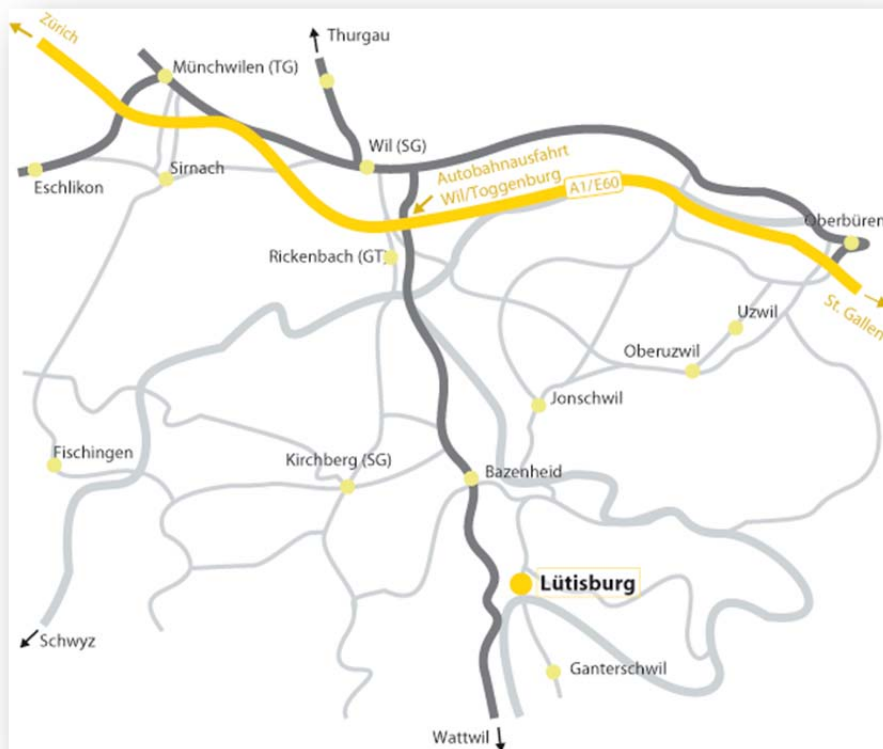 Zürich
Thurgau
Münchwilen (TG)
Wil (SG)
Sirnach
Eschlikon
Autobahnausfahrt
Wil/Toggenburg
A1/E60
Oberbüren
Rickenbach (GT)
St. Gallen
Uzwil
Oberuzwil
Jonschwil
Fischingen
Kirchberg (SG)
Bazenheid
Lütisburg
Schwyz
Ganterschwil
Wattwil